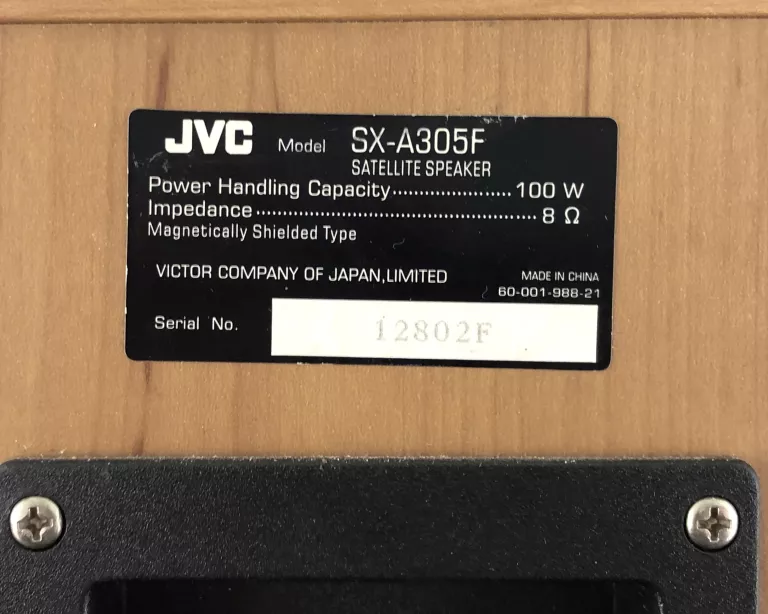 JVC Model SX-A305F
SATELLITE SPEAKER
Power Handling Capacity...................... 100 W
Impedance.................................................... 8 Ω
Magnetically Shielded Type
VICTOR COMPANY OF JAPAN,LIMITED MADE IN CHINA
60-001-988-21
Serial No. 12802F